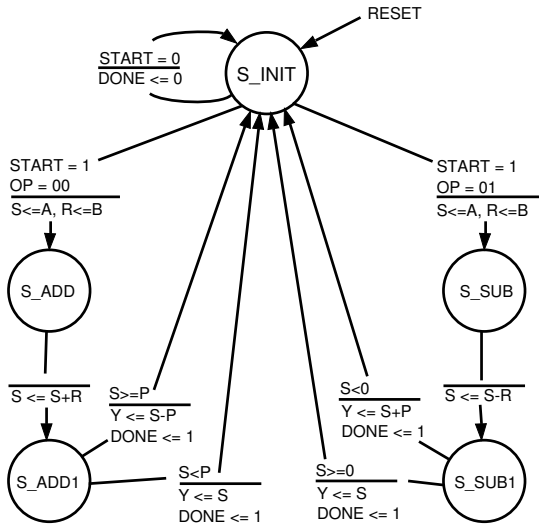 RESET
START = 0
DONE <= 0
S_INIT
START = 1
OP = 00
S<=A, R<=B
START = 1
OP = 01
S<=A, R<=B
S_ADD
S_SUB
S <= S+R
S>=P
Y <= S-P
DONE <= 1
S<0
Y <= S+P
DONE <= 1
S <= S-R
S_ADD1
S<P
Y <= S
DONE <= 1
S>=0
Y <= S
DONE <= 1
S_SUB1